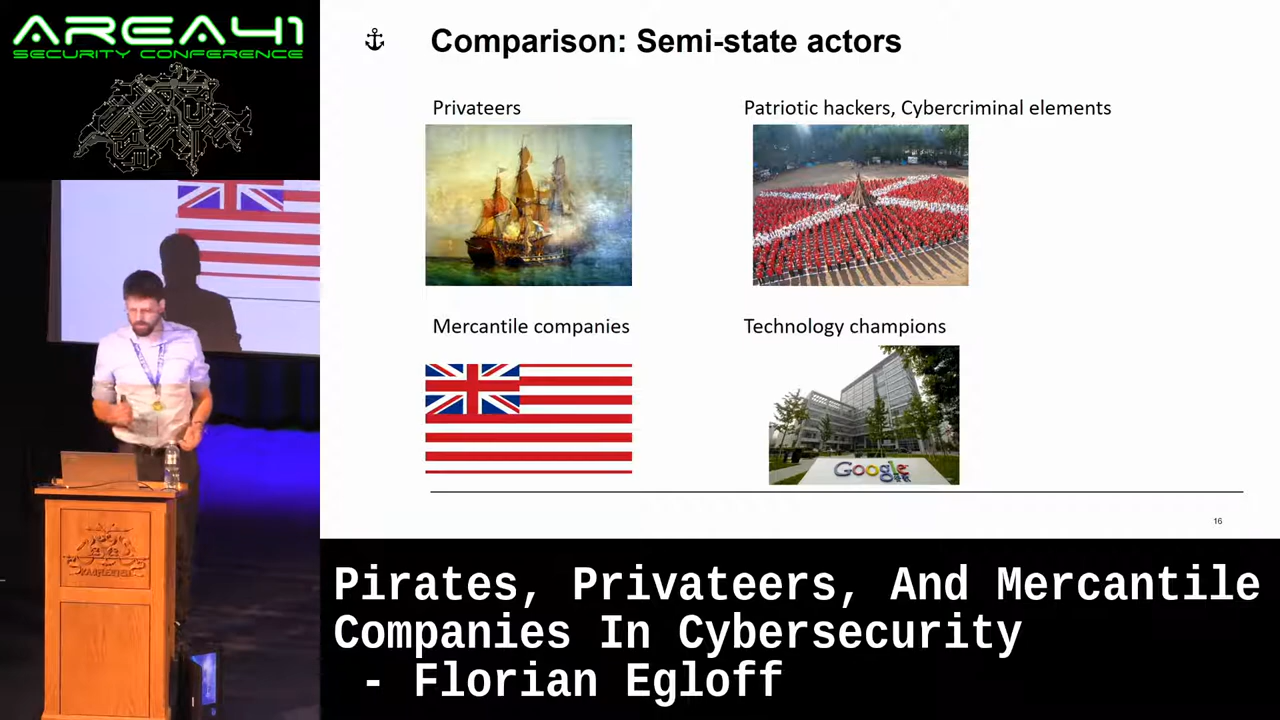 AREA41
SECURITY CONFERENCE
Comparison: Semi-state actors
Privateers
Patriotic hackers, Cybercriminal elements
Mercantile companies
Technology champions
Google
16
Pirates, Privateers, And Mercantile
Companies In Cybersecurity
- Florian Egloff